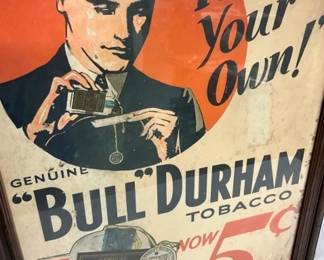 Your
Own!"
GENUINE
"BULL" DURHAM
TOBACCO
NOW 5¢